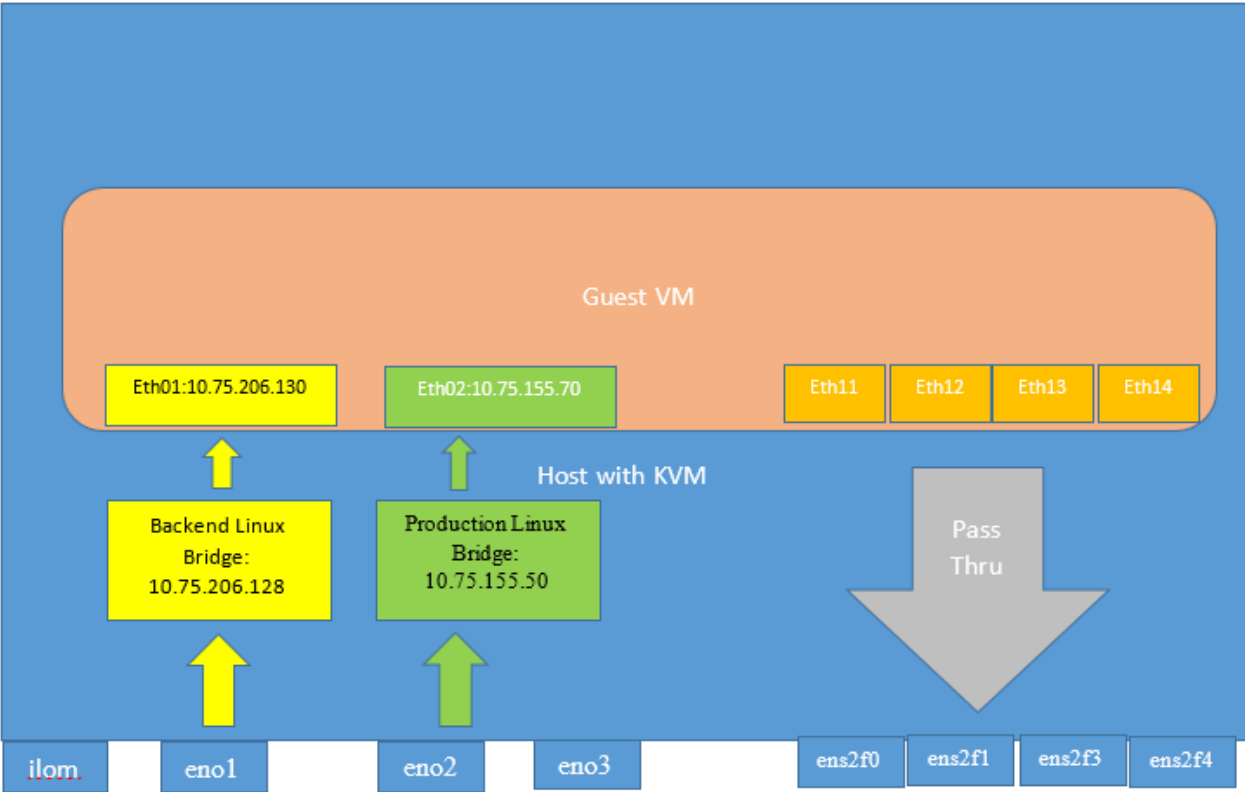 Guest VM
Eth01:10.75.206.130
Eth02:10.75.155.70
Eth11
Eth12
Eth13
Eth14
Host with KVM
Backend Linux
Bridge:
10.75.206.128
Production Linux
Bridge:
10.75.155.50
Pass
Thru
ilom
eno1
eno2
eno3
ens2f0
ens2f1
ens2f3
ens2f4